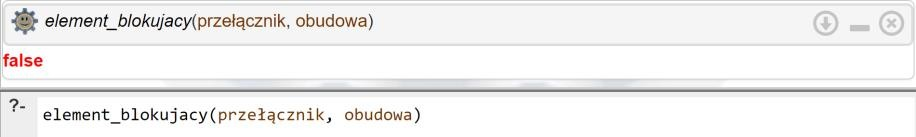 element_blokujacy(przełącznik, obudowa)
false
?- element_blokujacy(przełącznik, obudowa)